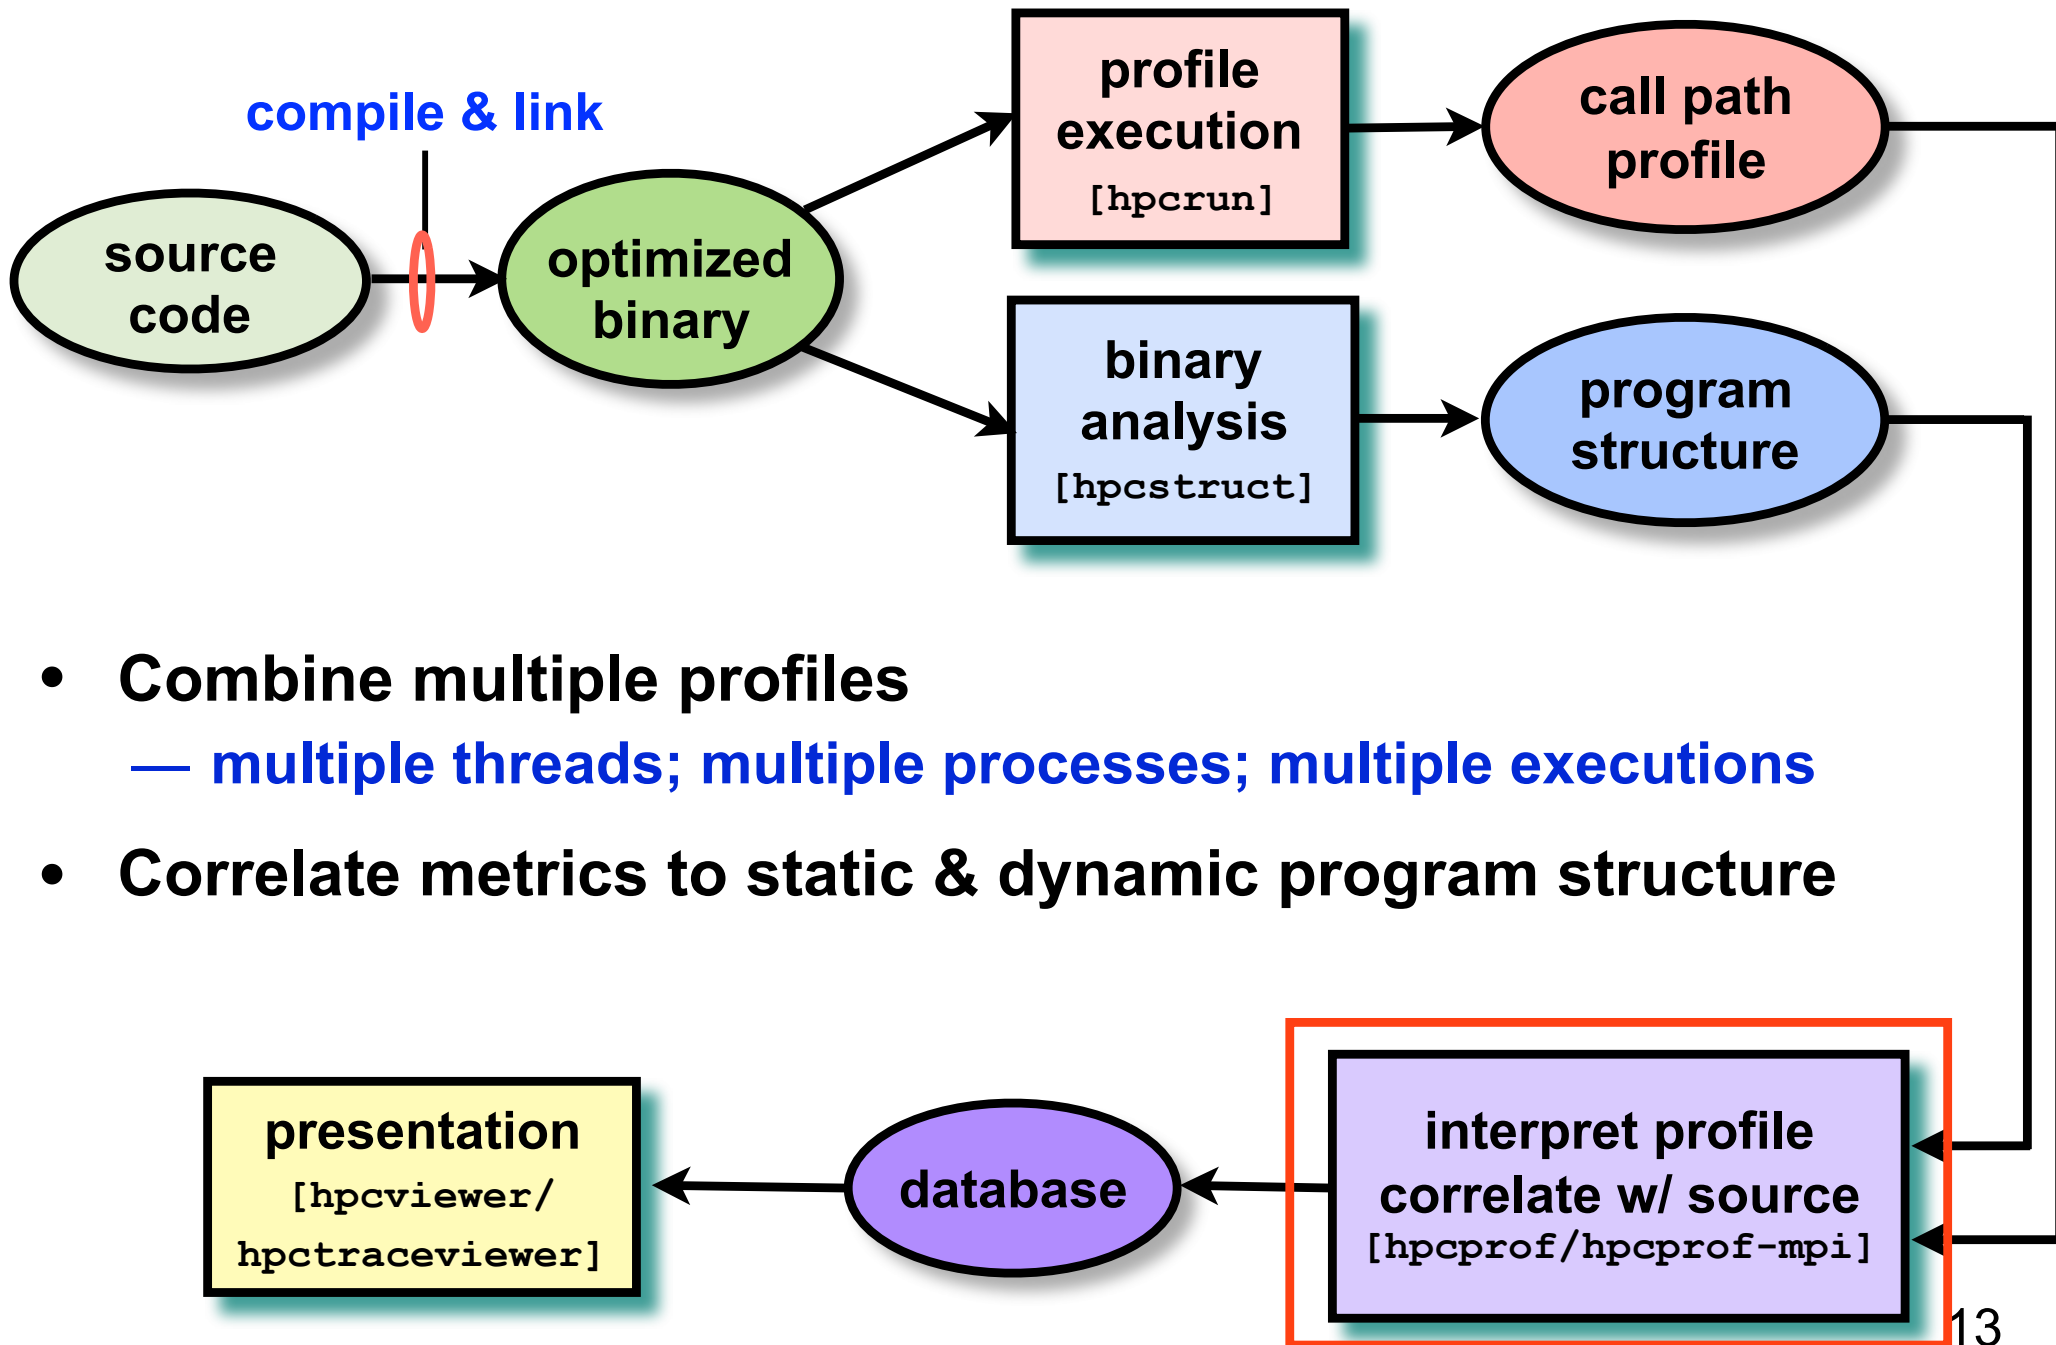 compile & link
source
code
optimized
binary
profile
execution
[hpcrun]
call path
profile
binary
analysis
[hpcstruct]
program
structure
• Combine multiple profiles
— multiple threads; multiple processes; multiple executions
• Correlate metrics to static & dynamic program structure
presentation
[hpcviewer/
hpctraceviewer]
database
interpret profile
correlate w/ source
[hpcprof/hpcprof-mpi]
13